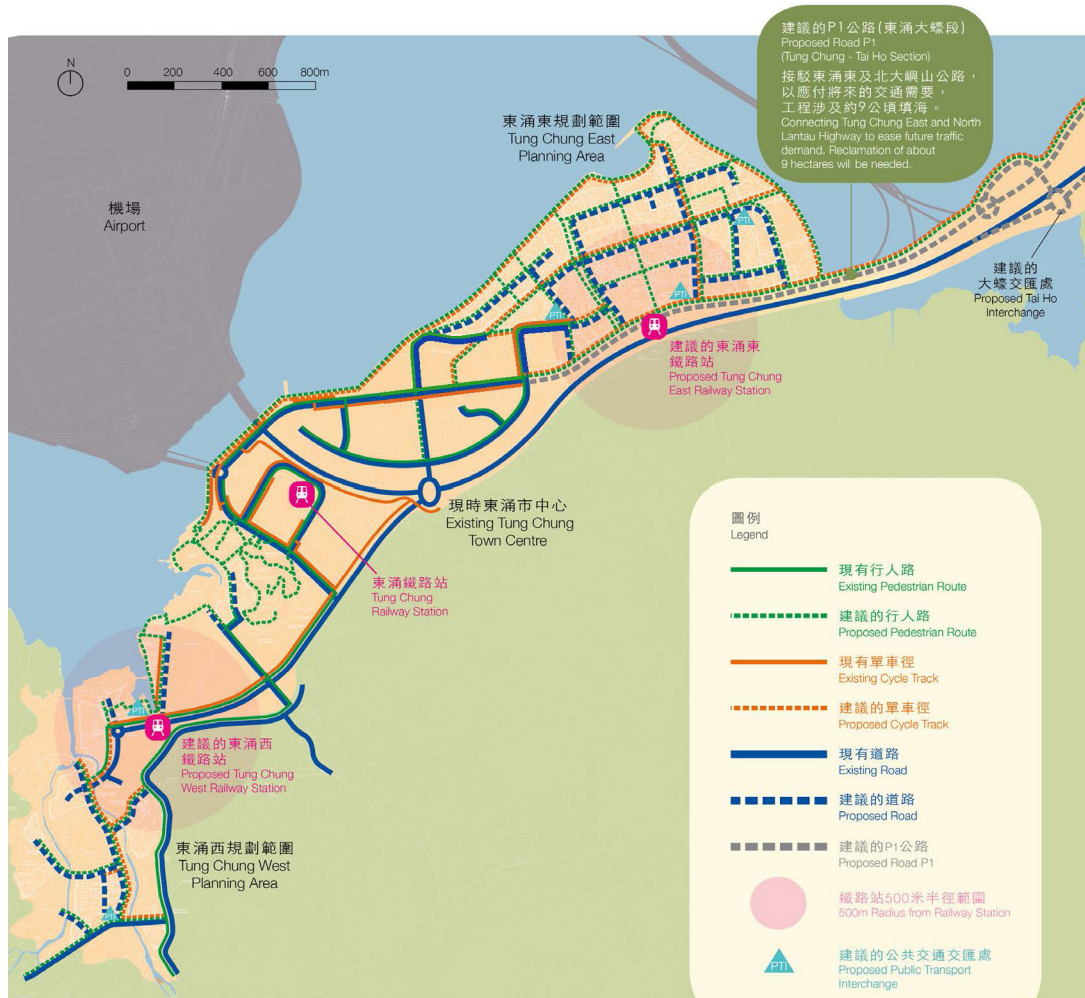 N
0 200 400 600 800m
建議的P1公路(東涌大蠔段)
Proposed Road P1
(Tung Chung - Tai Ho Section)
接駁東涌東及北大嶼山公路，
以應付將來的交通需要，
工程涉及約9公頃填海。
Connecting Tung Chung East and North
Lantau Highway to ease future traffic
demand. Reclamation of about
9 hectares will be needed.
東涌東規劃範圍
Tung Chung East
Planning Area
機場
Airport
PTI
PTI
PTI
建議的
大蠔交匯處
Proposed Tai Ho
Interchange
建議的東涌東
鐵路站
Proposed Tung Chung
East Railway Station
現時東涌市中心
Existing Tung Chung
Town Centre
東涌鐵路站
Tung Chung
Railway Station
PTI
建議的東涌西
鐵路站
Proposed Tung Chung
West Railway Station
東涌西規劃範圍
Tung Chung West
Planning Area
PTI
圖例
Legend
現有行人路
Existing Pedestrian Route
建議的行人路
Proposed Pedestrian Route
現有單車徑
Existing Cycle Track
建議的單車徑
Proposed Cycle Track
現有道路
Existing Road
建議的道路
Proposed Road
建議的P1公路
Proposed Road P1
鐵路站500米半徑範圍
500m Radius from Railway Station
PTI
建議的公共交通交匯處
Proposed Public Transport
Interchange